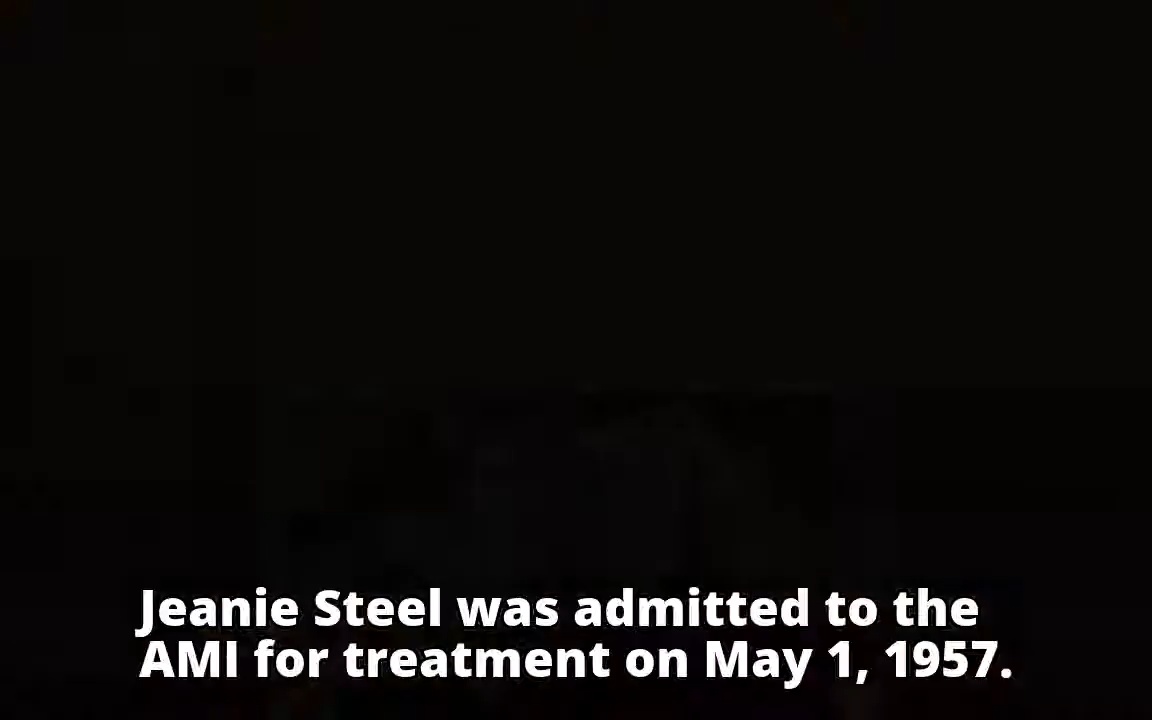 Jeanie Steel was admitted to the
AMI for treatment on May 1, 1957.